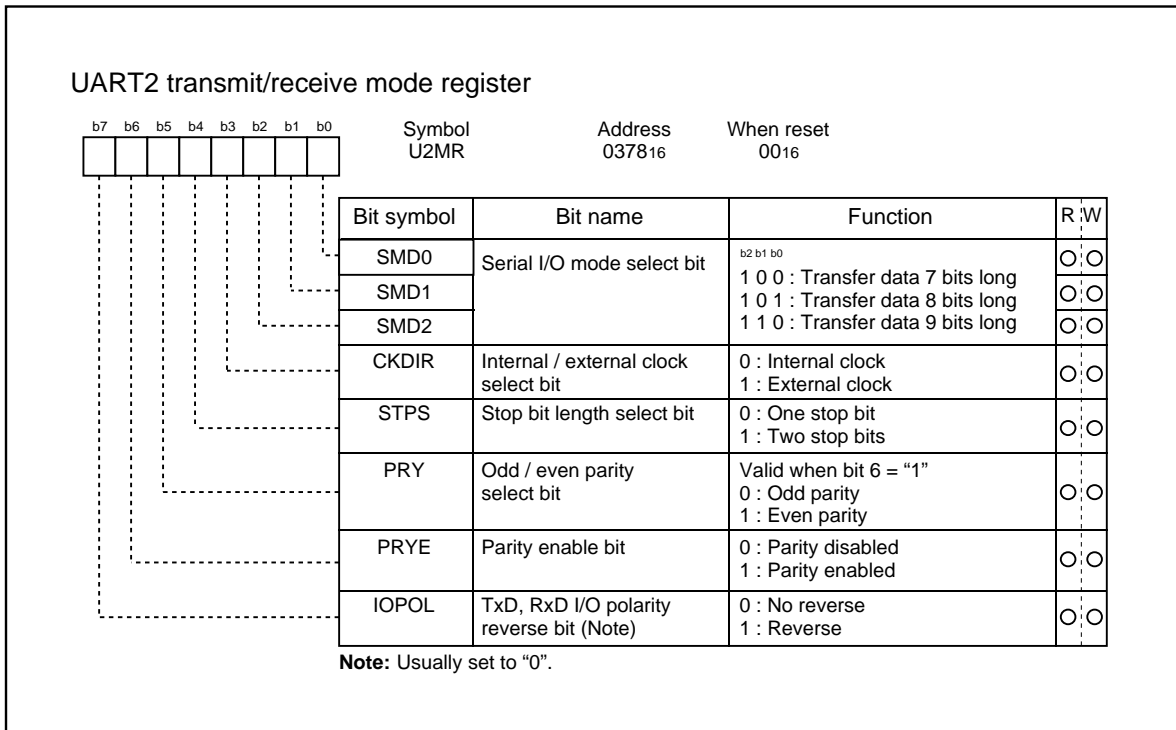 UART2 transmit/receive mode register
b7 b6 b5 b4 b3 b2 b1 b0
Symbol Address When reset
U2MR 037816 0016
Bit symbol Bit name Function R W
SMD0 Serial I/O mode select bit b2 b1 b0
1 0 0 : Transfer data 7 bits long
SMD1 1 0 1 : Transfer data 8 bits long
SMD2 1 1 0 : Transfer data 9 bits long
CKDIR Internal / external clock 0 : Internal clock
select bit 1 : External clock
STPS Stop bit length select bit 0 : One stop bit
1 : Two stop bits
PRY Odd / even parity Valid when bit 6 = “1”
select bit 0 : Odd parity
1 : Even parity
PRYE Parity enable bit 0 : Parity disabled
1 : Parity enabled
IOPOL TxD, RxD I/O polarity 0 : No reverse
reverse bit (Note) 1 : Reverse
Note: Usually set to “0”.